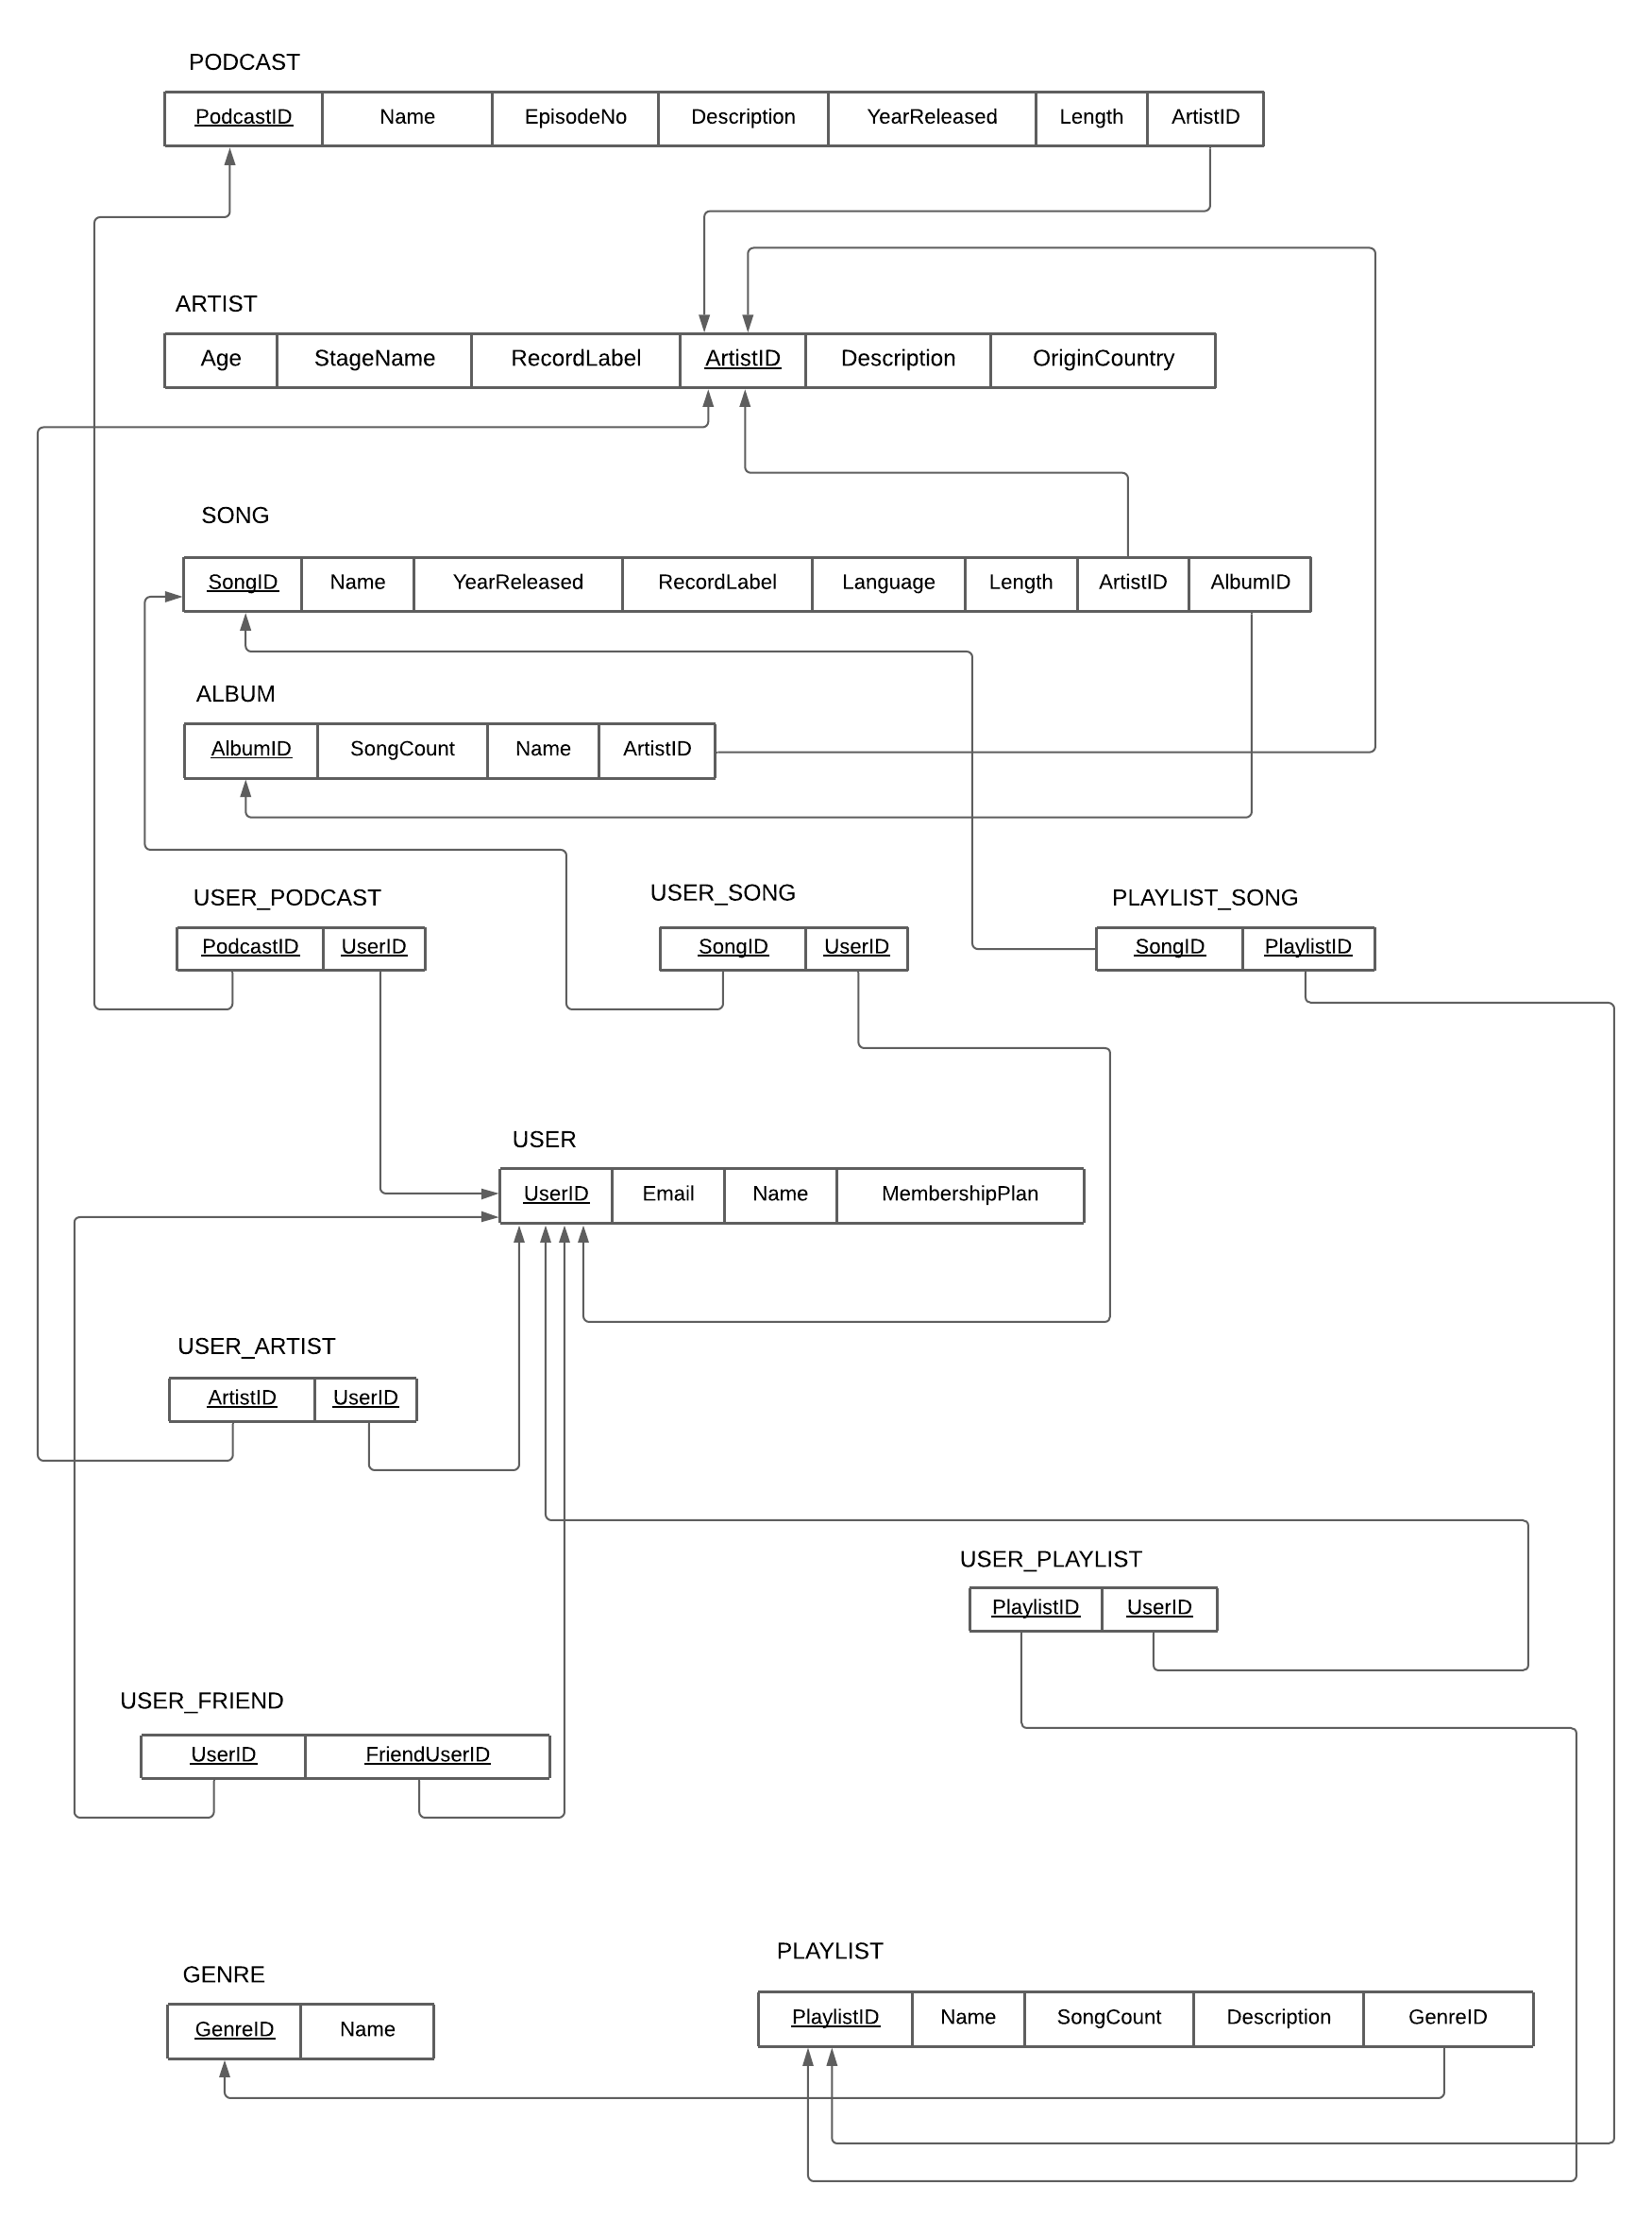 PODCAST
PodcastID Name EpisodeNo Description YearReleased Length ArtistID
ARTIST
Age StageName RecordLabel ArtistID Description OriginCountry
SONG
SongID Name YearReleased RecordLabel Language Length ArtistID AlbumID
ALBUM
AlbumID SongCount Name ArtistID
USER_PODCAST USER_SONG PLAYLIST_SONG
PodcastID UserID SongID UserID SongID PlaylistID
USER
UserID Email Name MembershipPlan
USER_ARTIST
ArtistID UserID
USER_PLAYLIST
PlaylistID UserID
USER_FRIEND
UserID FriendUserID
PLAYLIST
GENRE
PlaylistID Name SongCount Description GenreID
GenreID Name